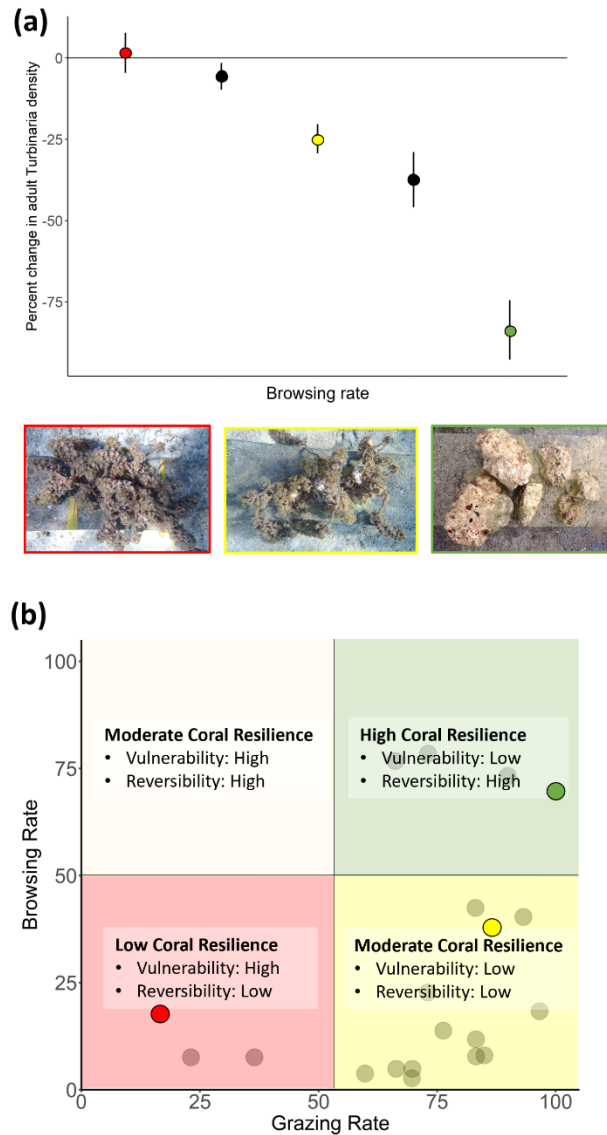 (a)
Percent change in adult Turbinaria density
0
-25
-50
-75
Browsing rate
(b)
Browsing Rate
100
75
50
25
0
Moderate Coral Resilience
• Vulnerability: High
• Reversibility: High
High Coral Resilience
• Vulnerability: Low
• Reversibility: High
Low Coral Resilience
• Vulnerability: High
• Reversibility: Low
Moderate Coral Resilience
• Vulnerability: Low
• Reversibility: Low
0
25
50
75
100
Grazing Rate